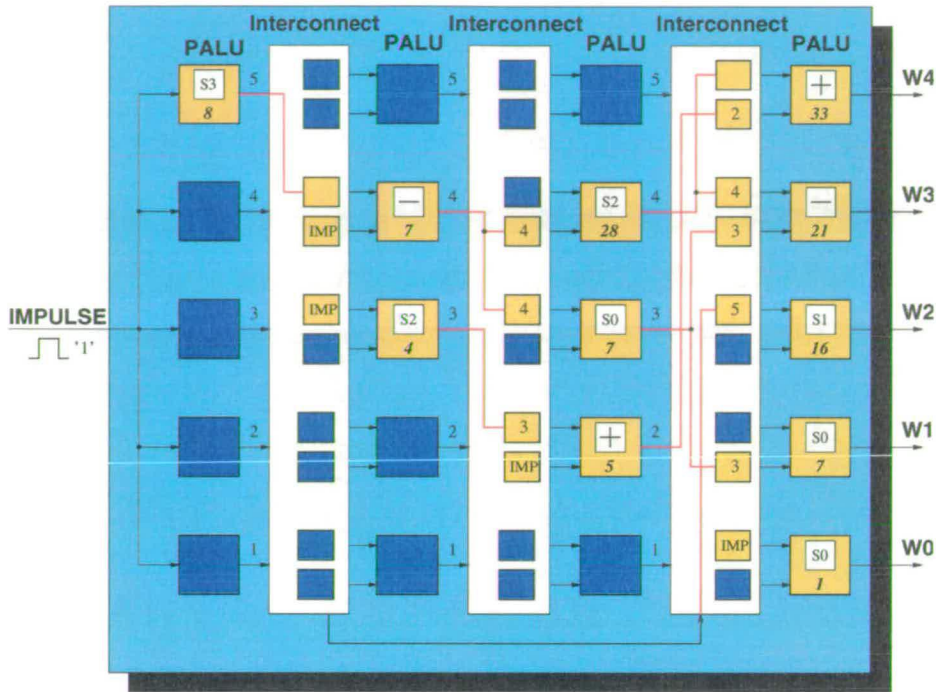 Interconnect Interconnect Interconnect
PALU PALU PALU PALU
S3 8 5 5 5 2 + 33 W4
4 IMP − 7 4 4 S2 28 4 4 3 − 21 W3
IMPULSE '1' 3 IMP S2 4 3 4 S0 7 3 5 S1 16 W2
2 2 3 IMP + 5 2 3 S0 7 W1
1 1 1 IMP S0 1 W0